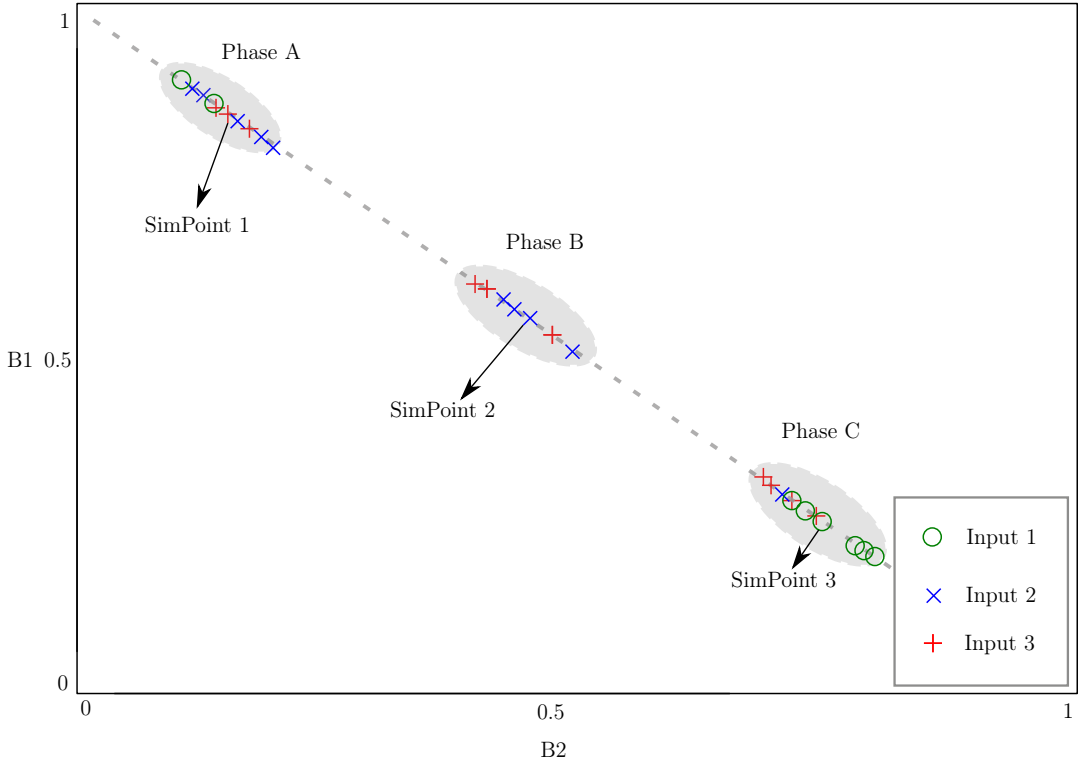 1
Phase A
SimPoint 1
Phase B
B1 0.5
SimPoint 2
Phase C
Input 1
SimPoint 3
Input 2
Input 3
0
0 0.5 1
B2